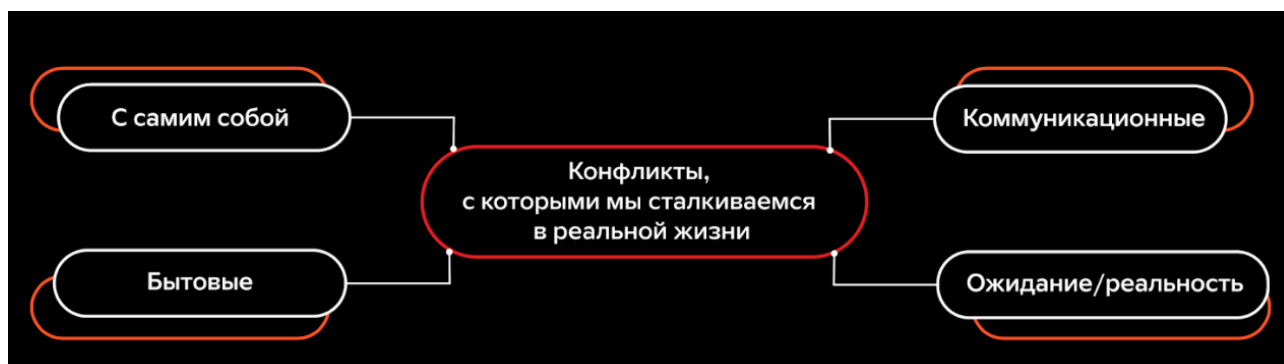 С самим собой
Коммуникационные
Конфликты,
с которыми мы сталкиваемся
в реальной жизни
Бытовые
Ожидание/реальность